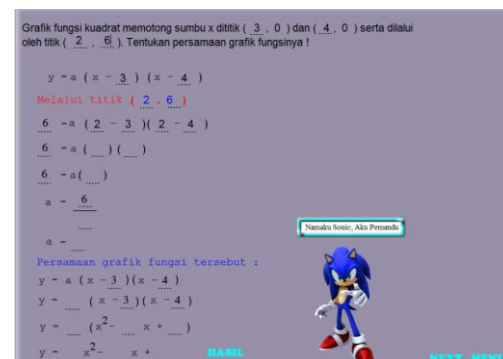 Grafik fungsi kuadrat memotong sumbu x dititik ( 3 , 0 ) dan ( 4 , 0 ) serta dilalui
oleh titik ( 2 , 6 ). Tentukan persamaan grafik fungsinya !
y = a ( x - 3 ) ( x - 4 )
Melalui titik ( 2 , 6 )
6 = a ( 2 - 3 )( 2 - 4 )
6 = a ( ..... ) ( ..... )
6 = a( ..... )
a = 6
.....
a = .....
Namaku Sonic, Aku Pemandu
Persamaan grafik fungsi tersebut :
y = a ( x - 3 )(x - 4 )
y = ..... ( x - 3 )( x - 4 )
y = ..... (x²- ..... x + ..... )
y = x²- x +
HASIL
NEXT MENU